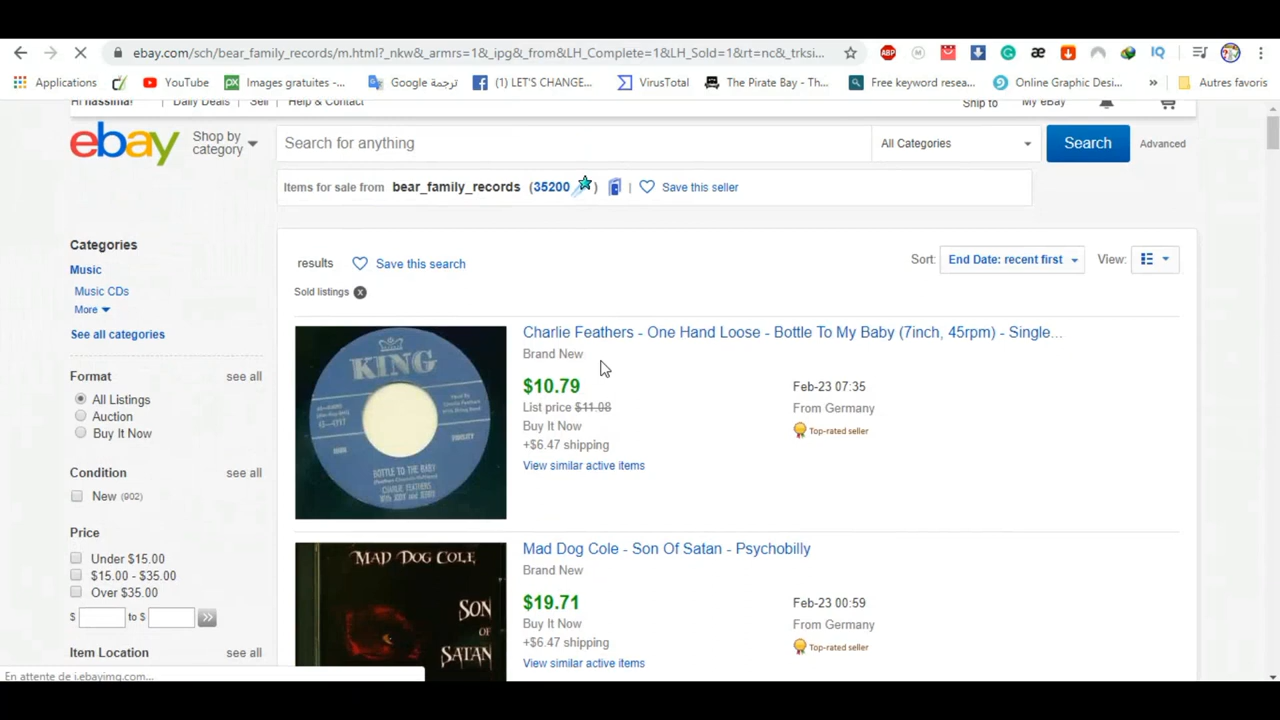 ebay.com/sch/bear_family_records/m.html?_nkw&_armrs=1&_ipg&_from&LH_Complete=1&LH_Sold=1&rt=nc&_trksi...
Applications
YouTube
Images gratuites -...
Google ترجمة
(1) LET'S CHANGE...
VirusTotal
The Pirate Bay - Th...
Free keyword resea...
Online Graphic Desi...
»
Autres favoris
Hi nassima!
Daily Deals
Sell
Help & Contact
Ship to
My eBay
ebay
Shop by
category
Search for anything
All Categories
Search
Advanced
Items for sale from bear_family_records (35200 ) | Save this seller
Categories
Music
Music CDs
More
See all categories
Format see all
All Listings
Auction
Buy It Now
Condition see all
New (902)
Price
Under $15.00
$15.00 - $35.00
Over $35.00
$ to $ »
Item Location see all
results Save this search
Sort: End Date: recent first
View:
Sold listings
KING
BOTTLE TO THE BABY
CHARLIE FEATHERS
Charlie Feathers - One Hand Loose - Bottle To My Baby (7inch, 45rpm) - Single...
Brand New
$10.79
List price $11.08
Buy It Now
+$6.47 shipping
View similar active items
Feb-23 07:35
From Germany
Top-rated seller
MAD DOG COLE
SON
OF
SATAN
Mad Dog Cole - Son Of Satan - Psychobilly
Brand New
$19.71
Buy It Now
+$6.47 shipping
View similar active items
Feb-23 00:59
From Germany
Top-rated seller
En attente de i.ebayimg.com...